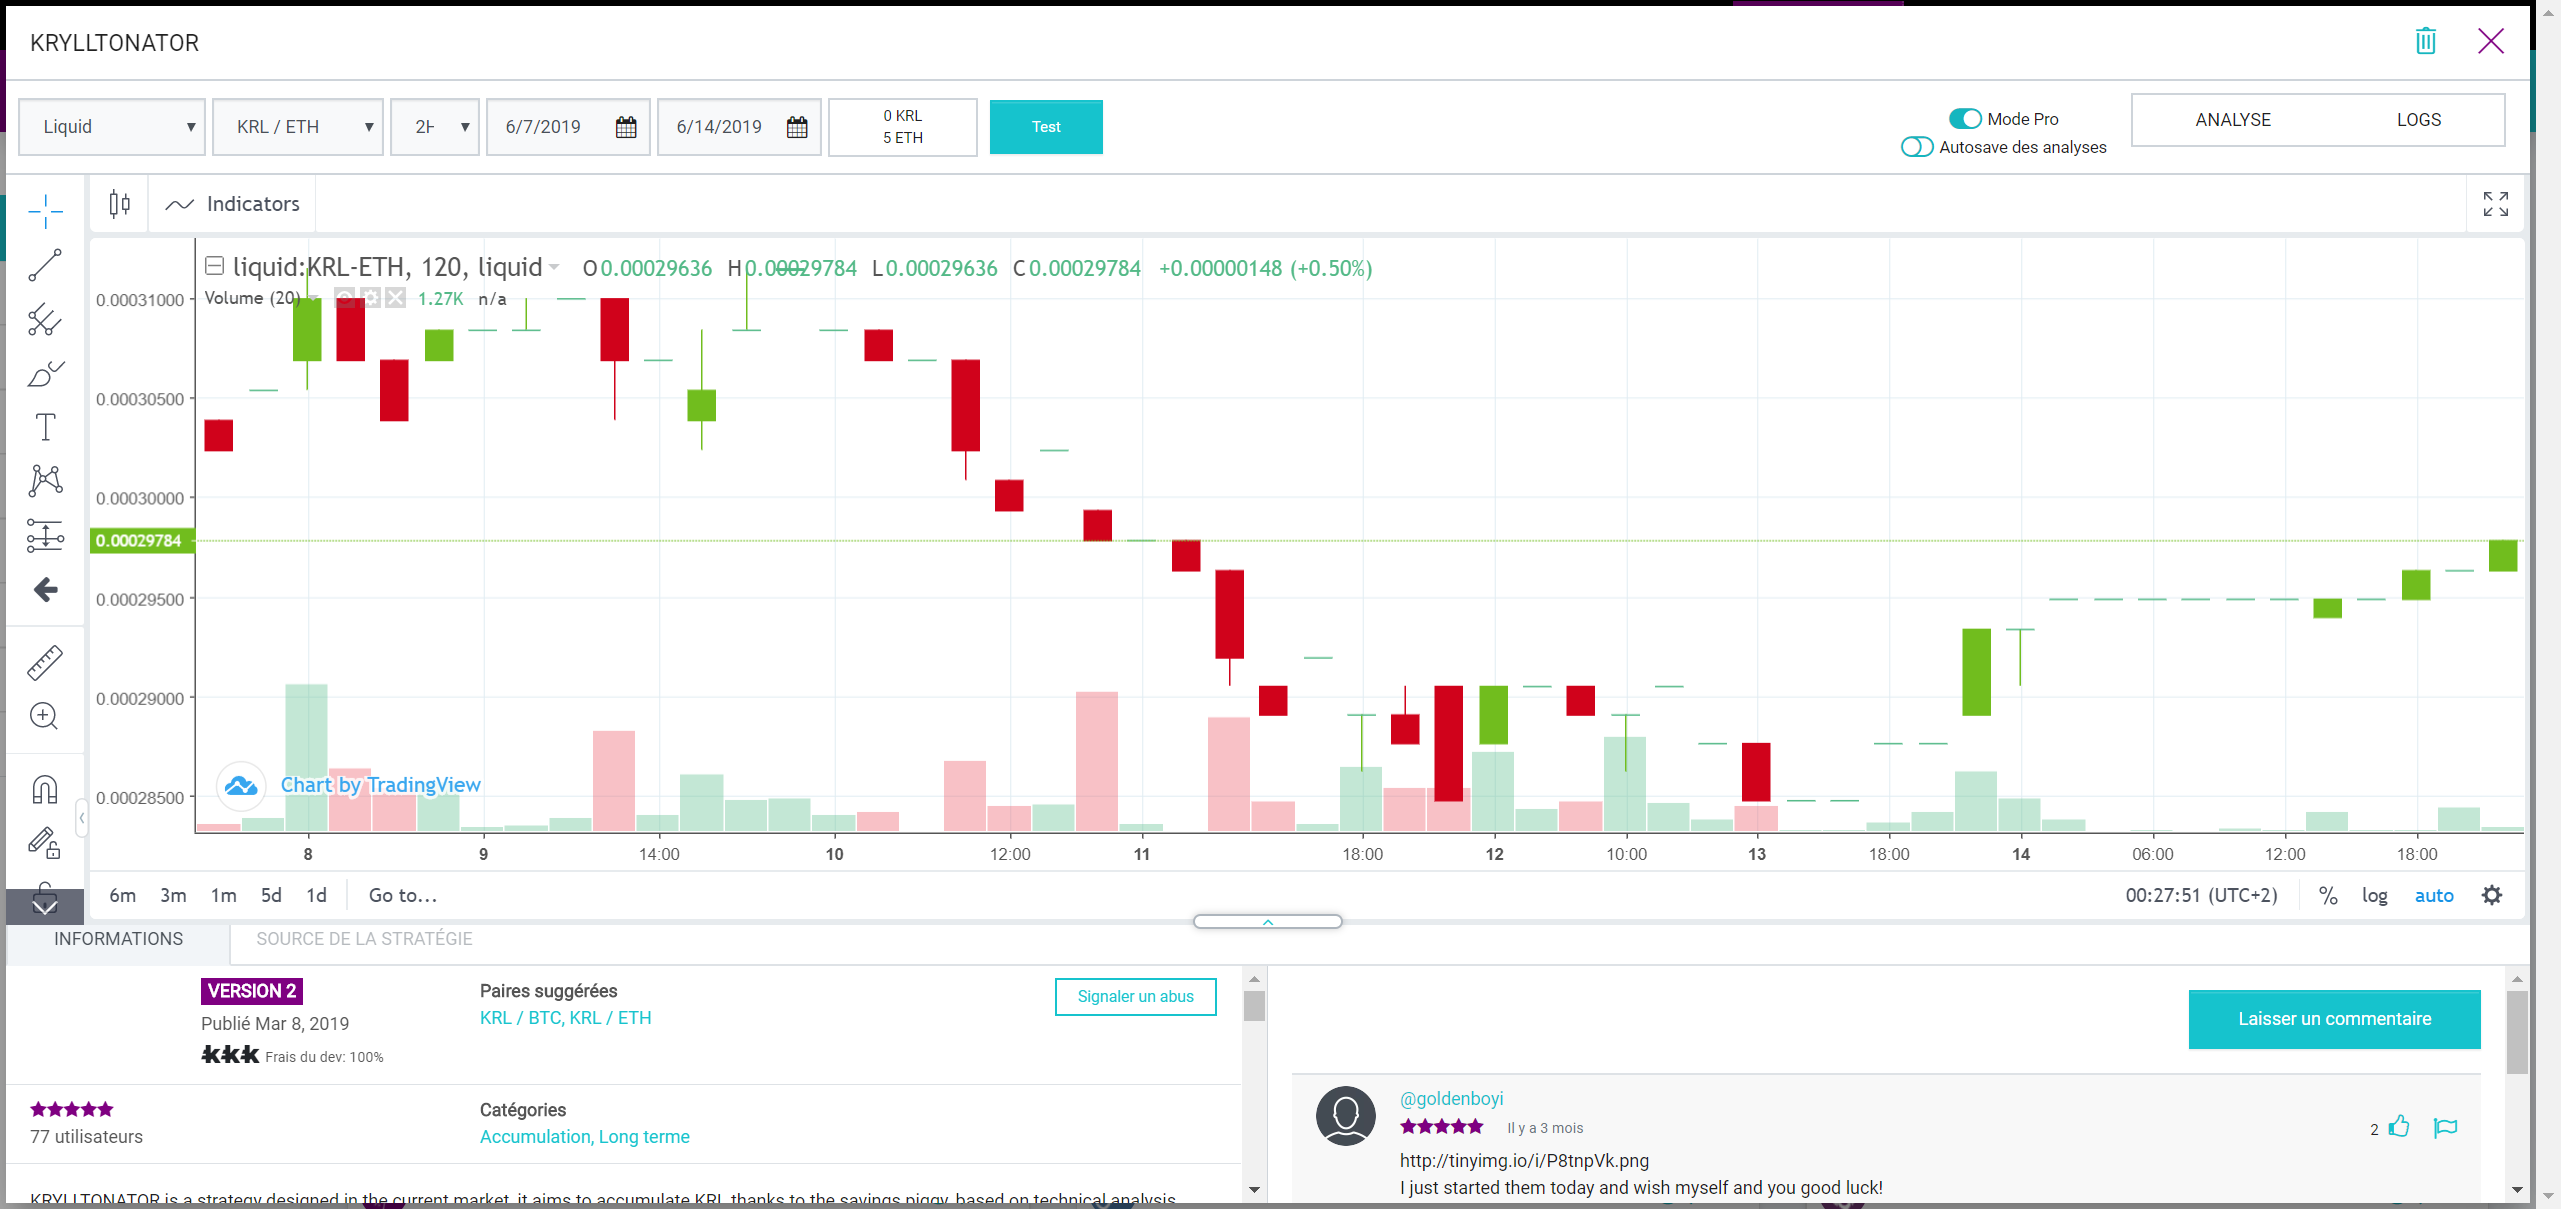 KRYLLTONATOR
Liquid
KRL / ETH
2H
6/7/2019
6/14/2019
0 KRL
5 ETH
Test
Mode Pro
Autosave des analyses
ANALYSE
LOGS
Indicators
liquid:KRL-ETH, 120, liquid O0.00029636 H0.00029784 L0.00029636 C0.00029784 +0.00000148 (+0.50%)
Volume (20) 1.27K n/a
0.00031000
0.00030500
0.00030000
0.00029784
0.00029500
0.00029000
0.00028500
Chart by TradingView
8 9 14:00 10 12:00 11 18:00 12 10:00 13 18:00 14 06:00 12:00 18:00
6m 3m 1m 5d 1d Go to... 00:27:51 (UTC+2) % log auto
INFORMATIONS
SOURCE DE LA STRATÉGIE
VERSION 2
Publié Mar 8, 2019
Frais du dev: 100%
Paires suggérées
KRL / BTC, KRL / ETH
Signaler un abus
77 utilisateurs
Catégories
Accumulation, Long terme
KRYLLTONATOR is a strategy designed in the current market, it aims to accumulate KRL thanks to the savings piggy, based on technical analysis
Laisser un commentaire
@goldenboyi
Il y a 3 mois
2
http://tinyimg.io/i/P8tnpVk.png
I just started them today and wish myself and you good luck!